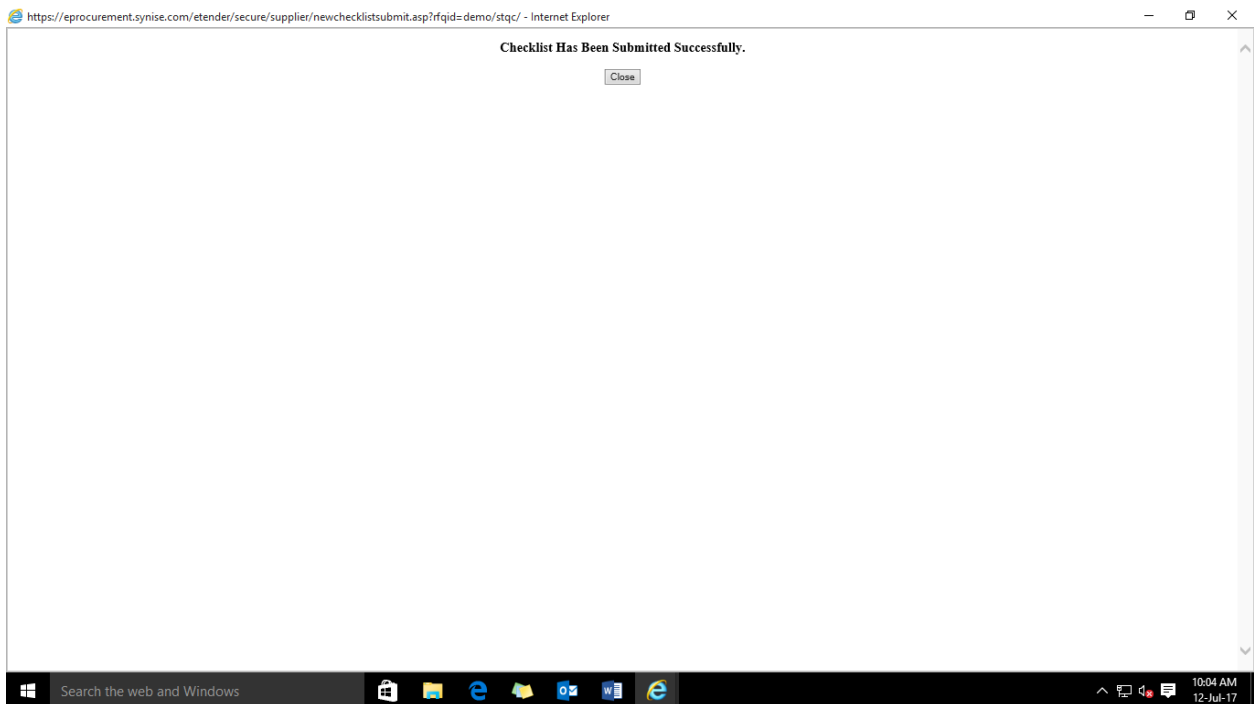 https://eprocurement.synise.com/etender/secure/supplier/newchecklistsubmit.asp?rfqid=demo/stqc/ - Internet Explorer
Checklist Has Been Submitted Successfully.
Close
Search the web and Windows
10:04 AM
12-Jul-17